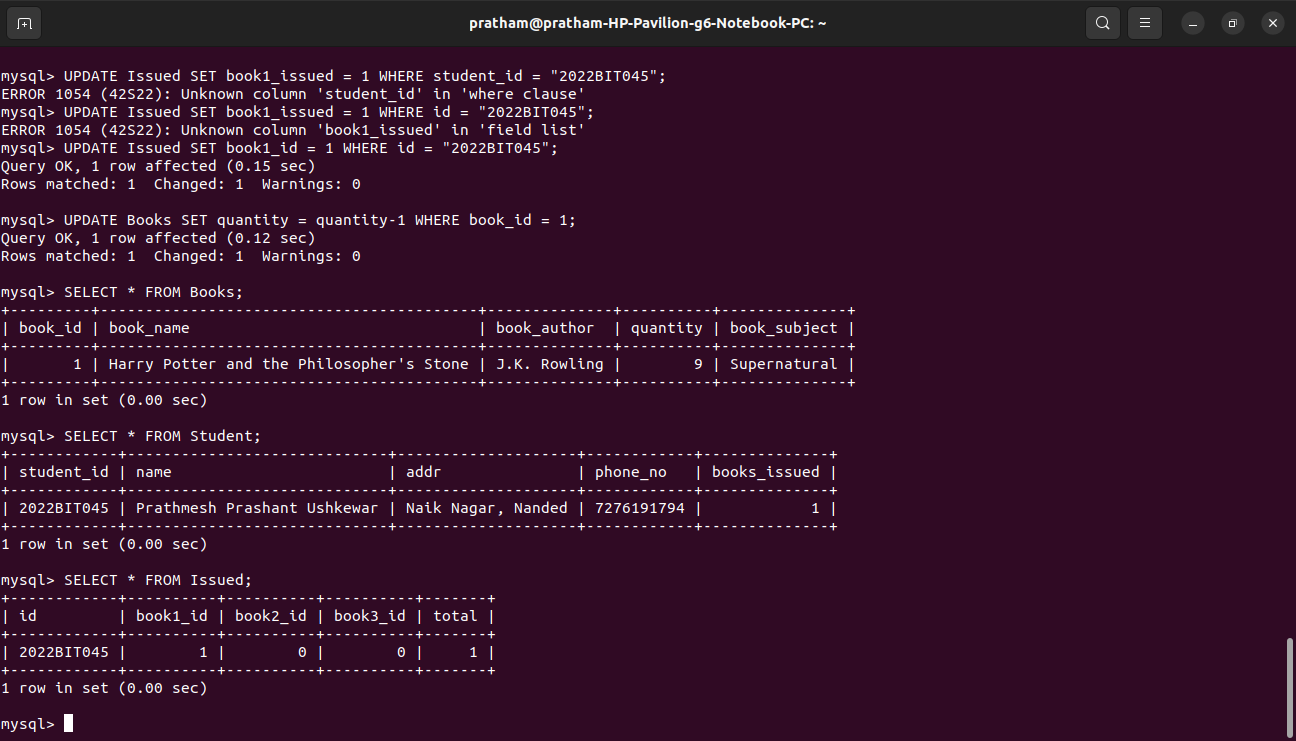 pratham@pratham-HP-Pavilion-g6-Notebook-PC: ~
mysql> UPDATE Issued SET book1_issued = 1 WHERE student_id = "2022BIT045";
ERROR 1054 (42S22): Unknown column 'student_id' in 'where clause'
mysql> UPDATE Issued SET book1_issued = 1 WHERE id = "2022BIT045";
ERROR 1054 (42S22): Unknown column 'book1_issued' in 'field list'
mysql> UPDATE Issued SET book1_id = 1 WHERE id = "2022BIT045";
Query OK, 1 row affected (0.15 sec)
Rows matched: 1  Changed: 1  Warnings: 0

mysql> UPDATE Books SET quantity = quantity-1 WHERE book_id = 1;
Query OK, 1 row affected (0.12 sec)
Rows matched: 1  Changed: 1  Warnings: 0

mysql> SELECT * FROM Books;
+---------+------------------------------------------+--------------+----------+--------------+
| book_id | book_name                                | book_author  | quantity | book_subject |
+---------+------------------------------------------+--------------+----------+--------------+
|       1 | Harry Potter and the Philosopher's Stone | J.K. Rowling |        9 | Supernatural |
+---------+------------------------------------------+--------------+----------+--------------+
1 row in set (0.00 sec)

mysql> SELECT * FROM Student;
+------------+-----------------------------+--------------------+------------+--------------+
| student_id | name                        | addr               | phone_no   | books_issued |
+------------+-----------------------------+--------------------+------------+--------------+
| 2022BIT045 | Prathmesh Prashant Ushkewar | Naik Nagar, Nanded | 7276191794 |            1 |
+------------+-----------------------------+--------------------+------------+--------------+
1 row in set (0.00 sec)

mysql> SELECT * FROM Issued;
+------------+----------+----------+----------+-------+
| id         | book1_id | book2_id | book3_id | total |
+------------+----------+----------+----------+-------+
| 2022BIT045 |        1 |        0 |        0 |     1 |
+------------+----------+----------+----------+-------+
1 row in set (0.00 sec)

mysql>